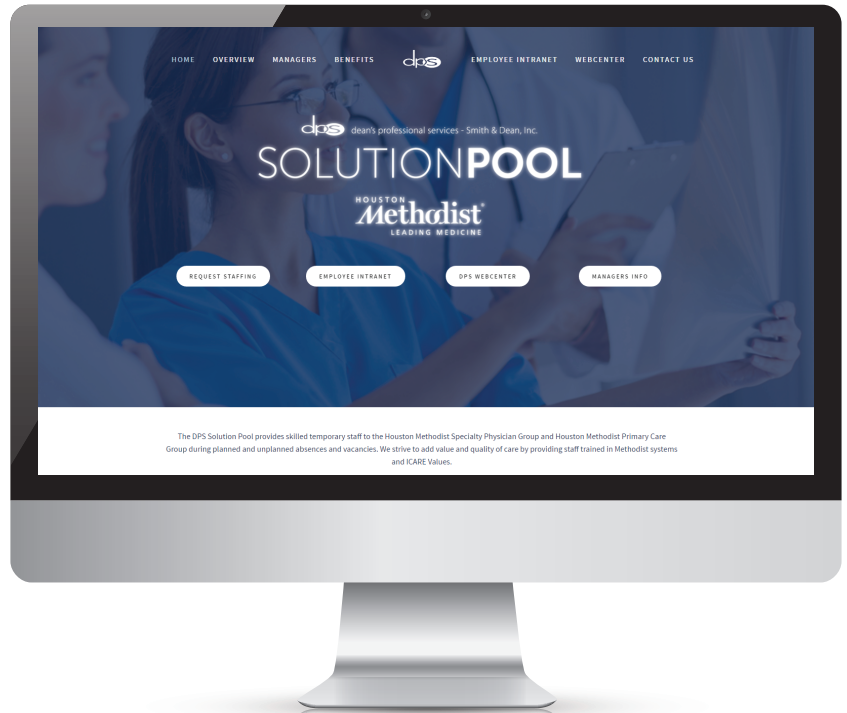 HOME OVERVIEW MANAGERS BENEFITS dps EMPLOYEE INTRANET WEBCENTER CONTACT US
dps dean's professional services - Smith & Dean, Inc.
SOLUTIONPOOL
HOUSTON
Methodist®
LEADING MEDICINE
REQUEST STAFFING EMPLOYEE INTRANET DPS WEBCENTER MANAGERS INFO
The DPS Solution Pool provides skilled temporary staff to the Houston Methodist Specialty Physician Group and Houston Methodist Primary Care
Group during planned and unplanned absences and vacancies. We strive to add value and quality of care by providing staff trained in Methodist systems
and ICARE Values.